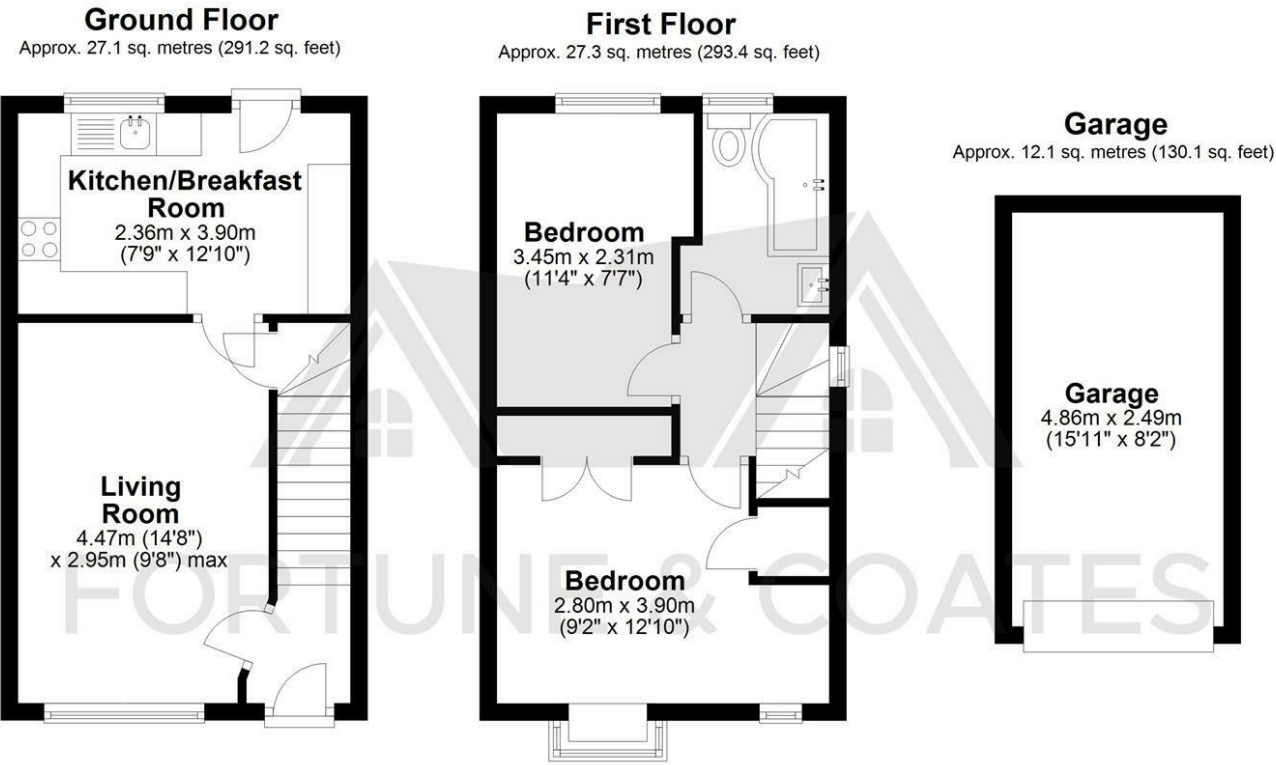 Ground Floor
Approx. 27.1 sq. metres (291.2 sq. feet)
Kitchen/Breakfast
Room
2.36m x 3.90m
(7'9" x 12'10")
Living
Room
4.47m (14'8")
x 2.95m (9'8") max
First Floor
Approx. 27.3 sq. metres (293.4 sq. feet)
Bedroom
3.45m x 2.31m
(11'4" x 7'7")
Bedroom
2.80m x 3.90m
(9'2" x 12'10")
Garage
Approx. 12.1 sq. metres (130.1 sq. feet)
Garage
4.86m x 2.49m
(15'11" x 8'2")
FORTUNE & COATES